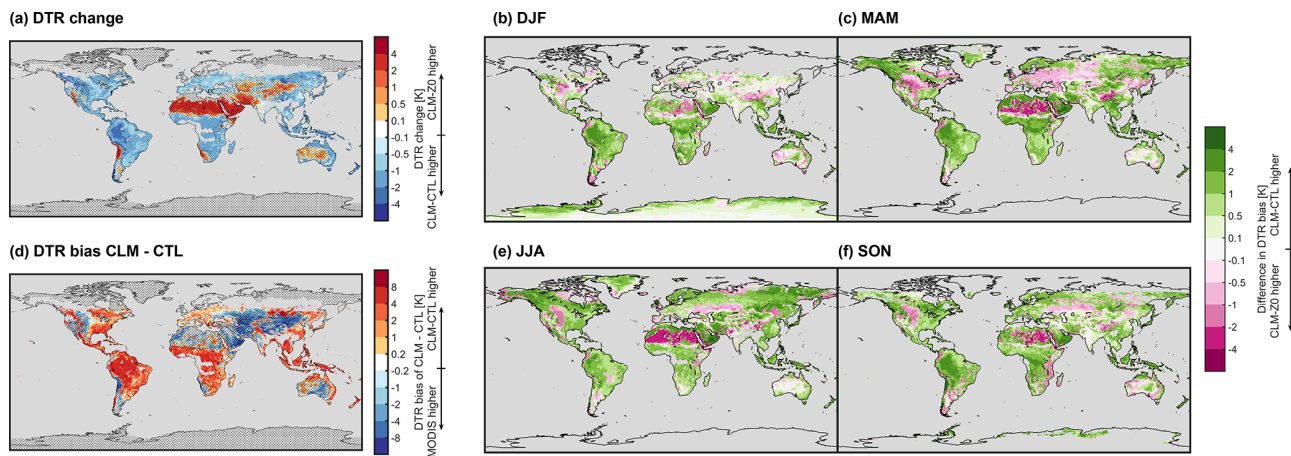 (a) DTR change
(b) DJF
(c) MAM
4
2
1
0.5
0.1
-0.1
-0.5
-1
-2
-4
DTR change [K]
CLM-CTL higher
CLM-Z0 higher
(d) DTR bias CLM - CTL
(e) JJA
(f) SON
8
4
2
1
0.2
-0.2
-1
-2
-4
-8
DTR bias of CLM - CTL [K]
MODIS higher
CLM-CTL higher
4
2
1
0.5
0.1
-0.1
-0.5
-1
-2
-4
Difference in DTR bias [K]
CLM-Z0 higher
CLM-CTL higher